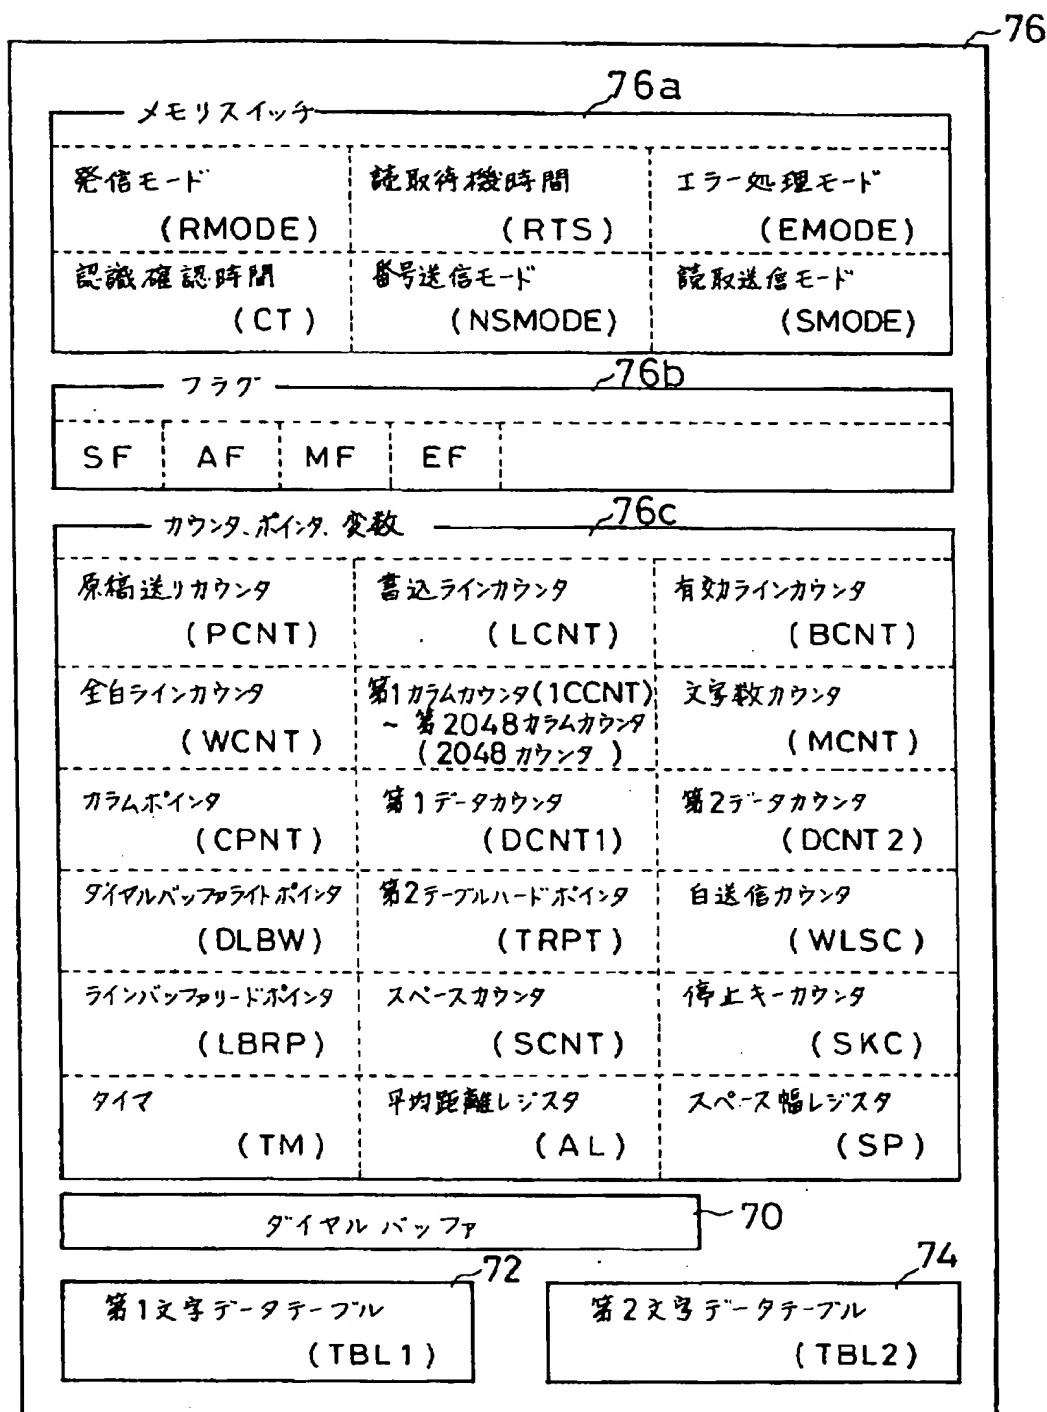 76
76a
メモリスイッチ
発信モード 読取待機時間 エラー処理モード
(RMODE) (RTS) (EMODE)
認識確認時間 番号送信モード 読取送信モード
(CT) (NSMODE) (SMODE)
76b
フラグ
SF AF MF EF
76c
カウンタ、ポインタ、変数
原稿送りカウンタ 書込ラインカウンタ 有効ラインカウンタ
(PCNT) (LCNT) (BCNT)
全白ラインカウンタ 第1カラムカウンタ(1CCNT) 文字数カウンタ
~第2048カラムカウンタ
(WCNT) (2048カウンタ) (MCNT)
カラムポインタ 第1データカウンタ 第2データカウンタ
(CPNT) (DCNT1) (DCNT2)
ダイヤルバッファライトポインタ 第2テーブルハードポインタ 白送信カウンタ
(DLBW) (TRPT) (WLSC)
ラインバッファリードポインタ スペースカウンタ 停止キーカウンタ
(LBRP) (SCNT) (SKC)
タイマ 平均距離レジスタ スペース幅レジスタ
(TM) (AL) (SP)
ダイヤルバッファ 70
72 74
第1文字データテーブル 第2文字データテーブル
(TBL1) (TBL2)